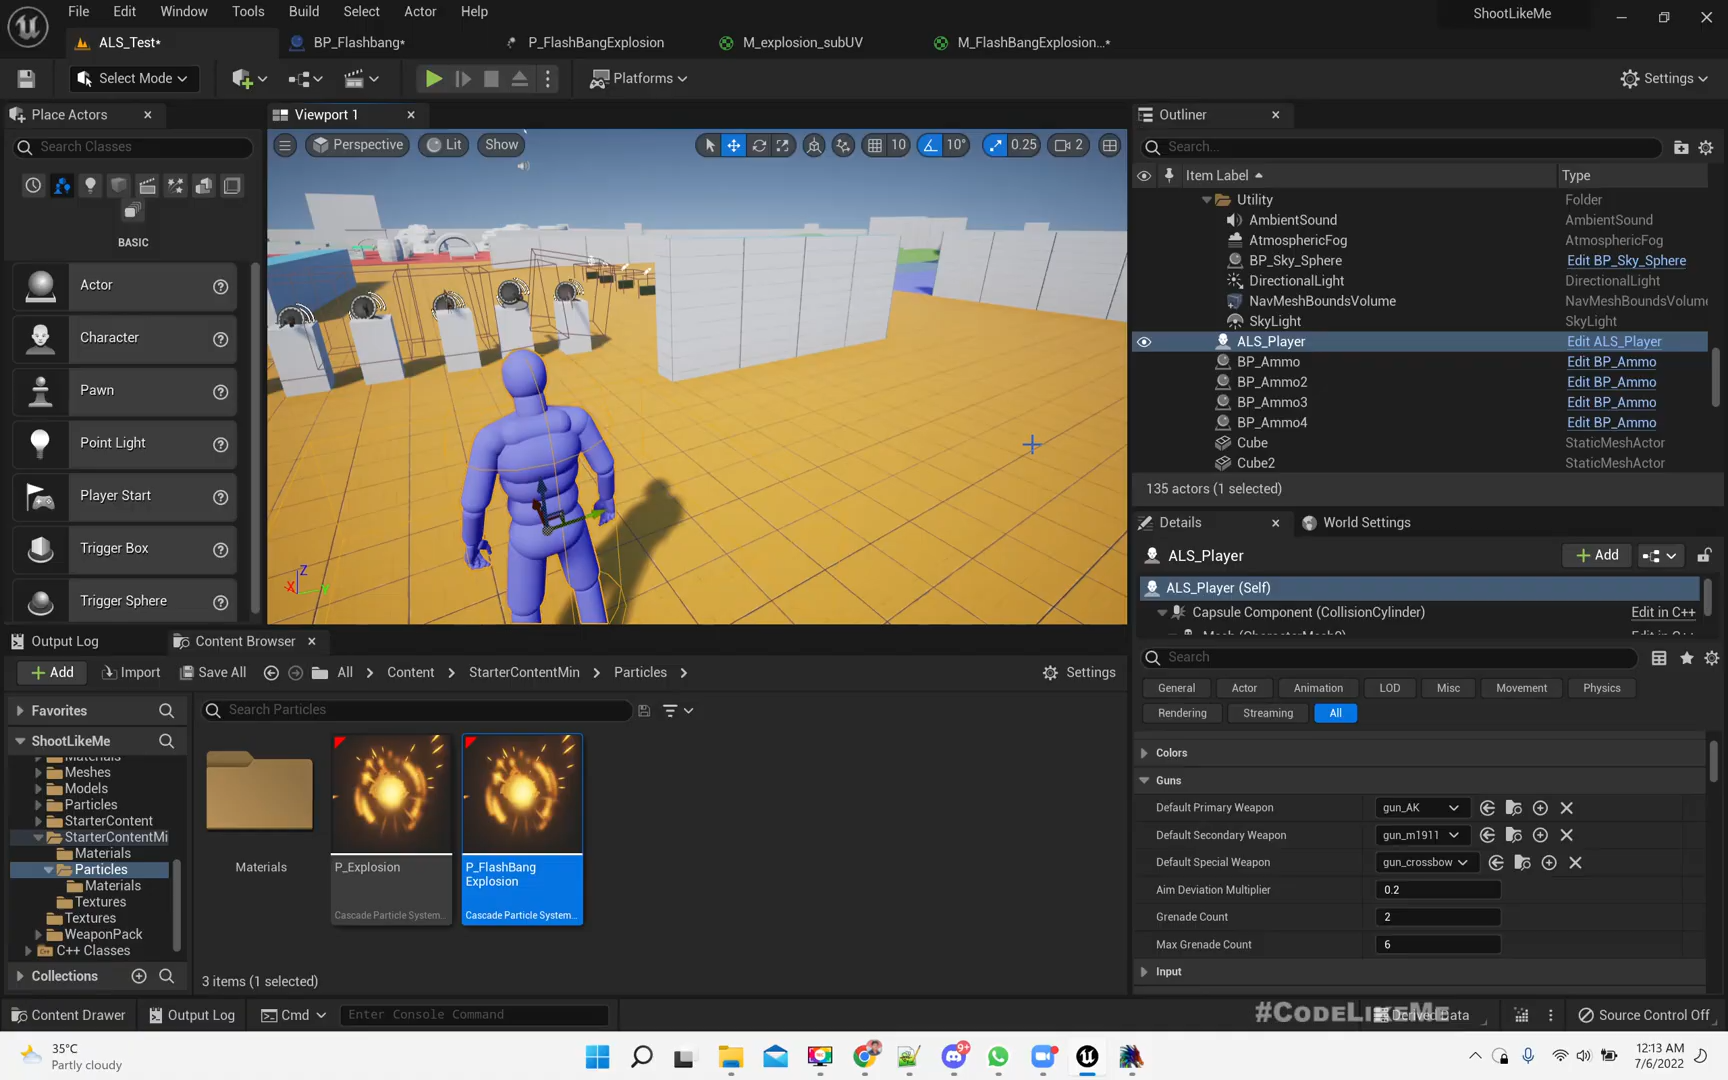 File Edit Window Tools Build Select Actor Help
ShootLikeMe
ALS_Test*
BP_Flashbang*
P_FlashBangExplosion
M_explosion_subUV
M_FlashBangExplosion...*
Select Mode
Platforms
Settings
Place Actors
Search Classes
BASIC
Actor
Character
Pawn
Point Light
Player Start
Trigger Box
Trigger Sphere
Viewport 1
Perspective
Lit
Show
10
10°
0.25
2
Z
X
Y
Outliner
Search...
Item Label
Type
Utility Folder
AmbientSound AmbientSound
AtmosphericFog AtmosphericFog
BP_Sky_Sphere Edit BP_Sky_Sphere
DirectionalLight DirectionalLight
NavMeshBoundsVolume NavMeshBoundsVolume
SkyLight SkyLight
ALS_Player Edit ALS_Player
BP_Ammo Edit BP_Ammo
BP_Ammo2 Edit BP_Ammo
BP_Ammo3 Edit BP_Ammo
BP_Ammo4 Edit BP_Ammo
Cube StaticMeshActor
Cube2 StaticMeshActor
135 actors (1 selected)
Details
World Settings
ALS_Player
Add
ALS_Player (Self)
Capsule Component (CollisionCylinder) Edit in C++
Search
General Actor Animation LOD Misc Movement Physics
Rendering Streaming All
Colors
Guns
Default Primary Weapon gun_AK
Default Secondary Weapon gun_m1911
Default Special Weapon gun_crossbow
Aim Deviation Multiplier 0.2
Grenade Count 2
Max Grenade Count 6
Input
Output Log
Content Browser
Add Import Save All All Content StarterContentMin Particles Settings
Favorites
ShootLikeMe
Materials
Meshes
Models
Particles
StarterContent
StarterContentMi
Materials
Particles
Materials
Textures
Textures
WeaponPack
C++ Classes
Collections
Search Particles
Materials
P_Explosion
Cascade Particle System...
P_FlashBang
Explosion
Cascade Particle System...
3 items (1 selected)
Content Drawer Output Log Cmd Enter Console Command
#CODELIKEME
Derived Data
Source Control Off
35°C
Partly cloudy
9+
12:13 AM
7/6/2022